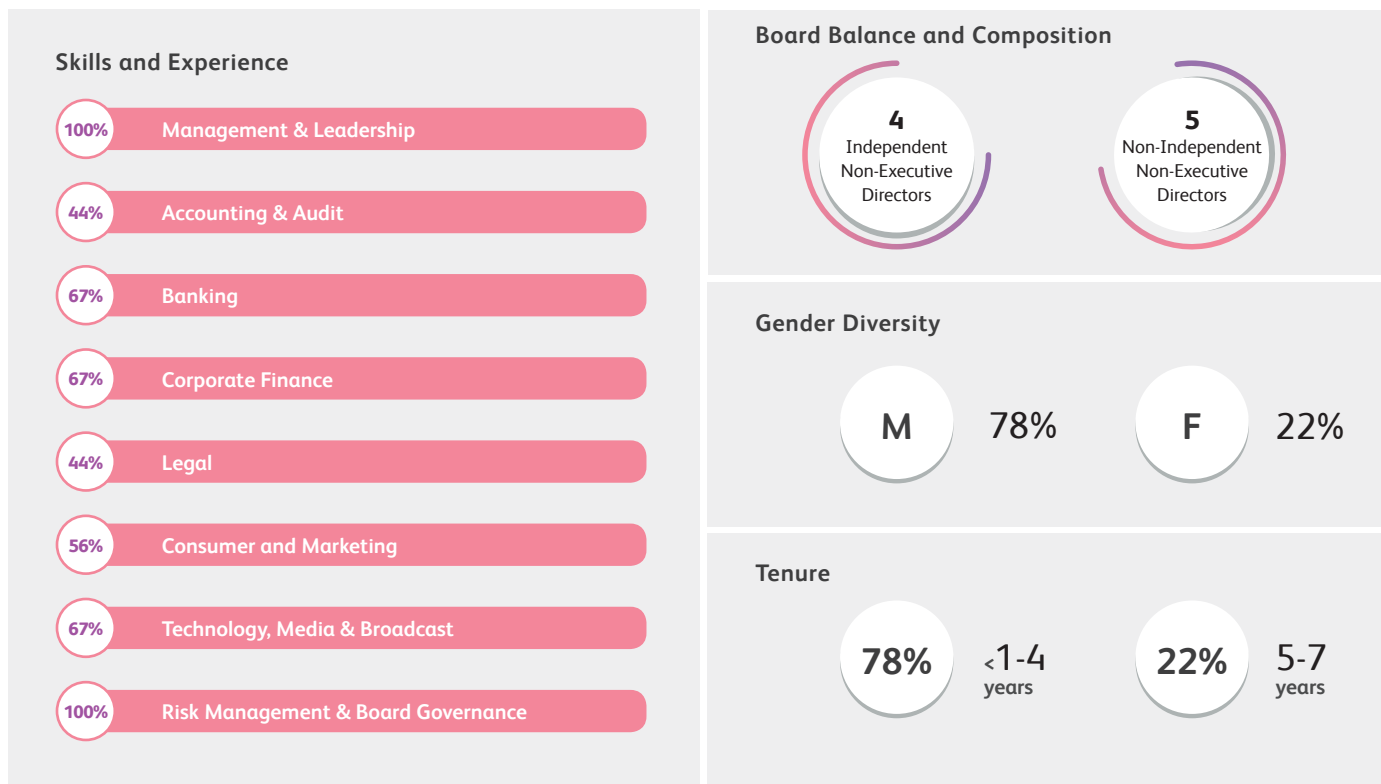 Skills and Experience
100% Management & Leadership
44% Accounting & Audit
67% Banking
67% Corporate Finance
44% Legal
56% Consumer and Marketing
67% Technology, Media & Broadcast
100% Risk Management & Board Governance
Board Balance and Composition
4
Independent
Non-Executive
Directors
5
Non-Independent
Non-Executive
Directors
Gender Diversity
M 78%
F 22%
Tenure
78% <1-4
years
22% 5-7
years